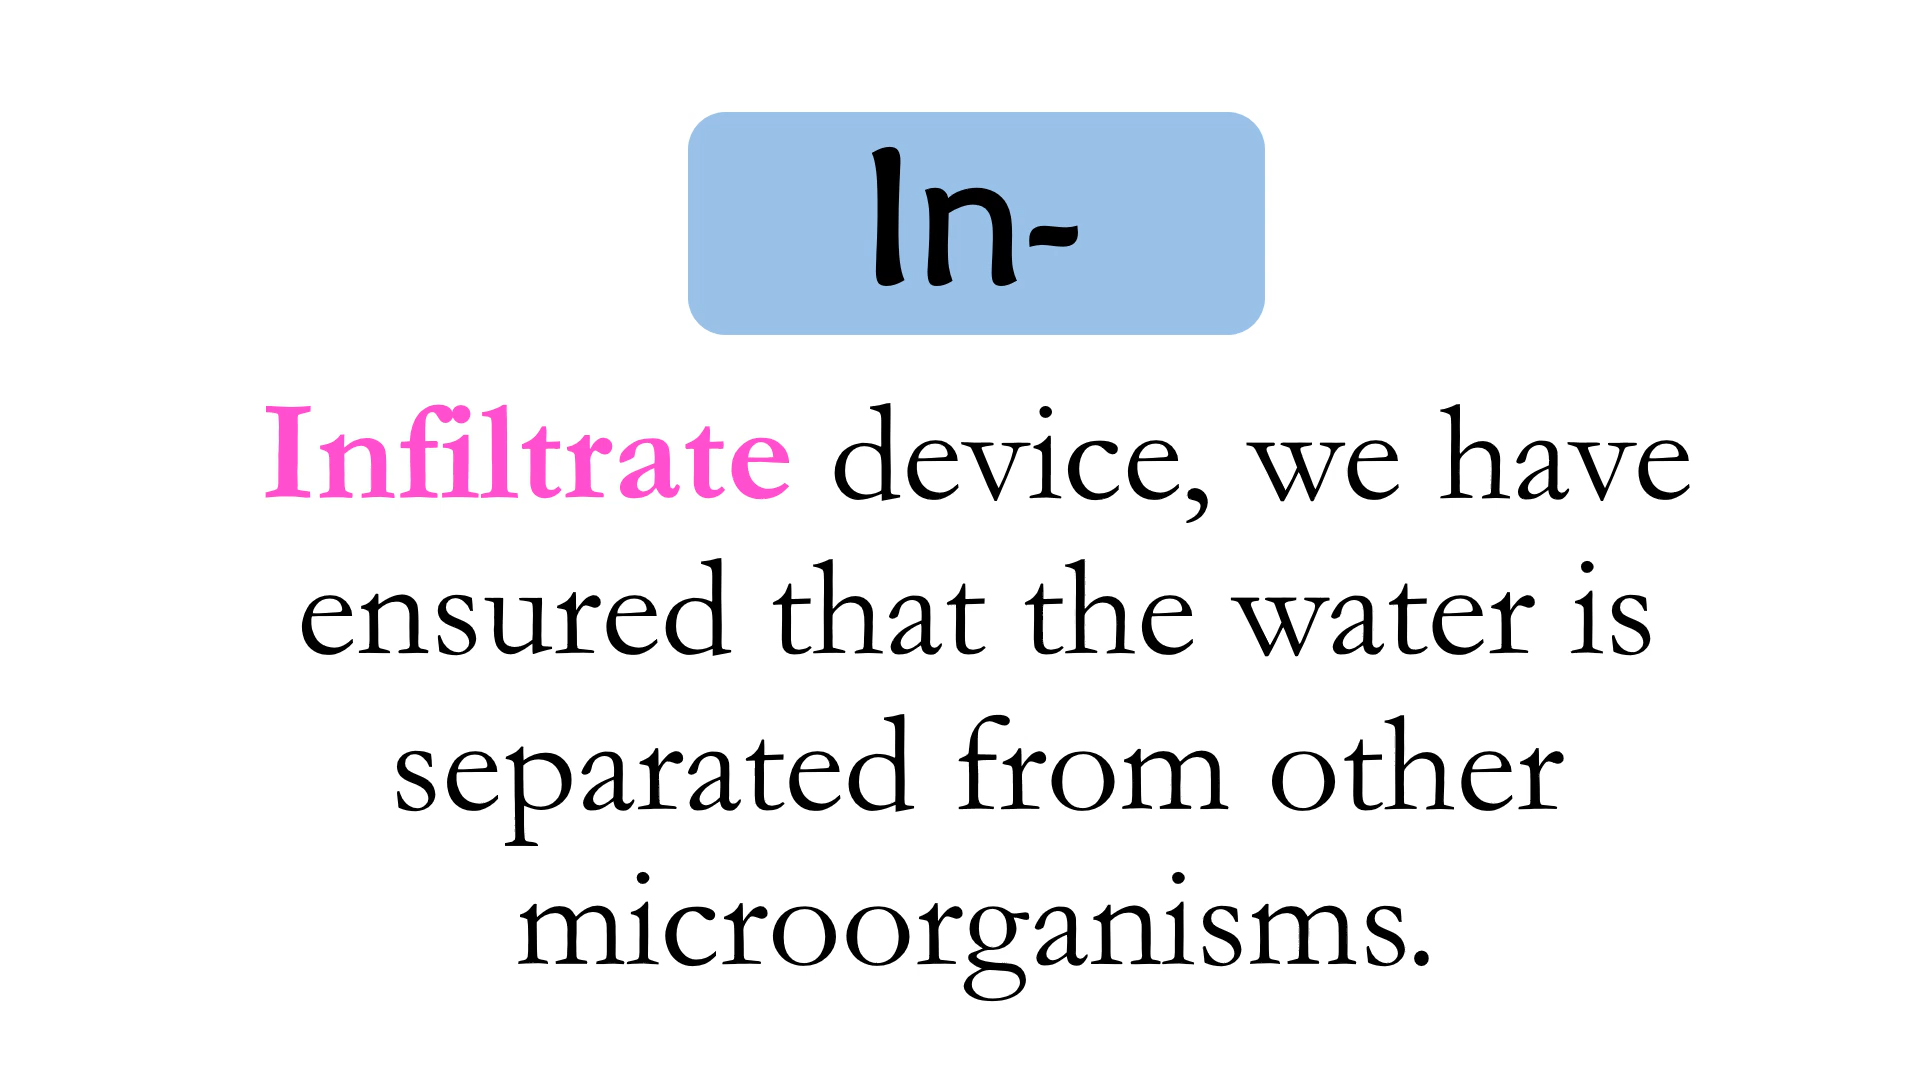 In-
Infiltrate device, we have
ensured that the water is
separated from other
microorganisms.